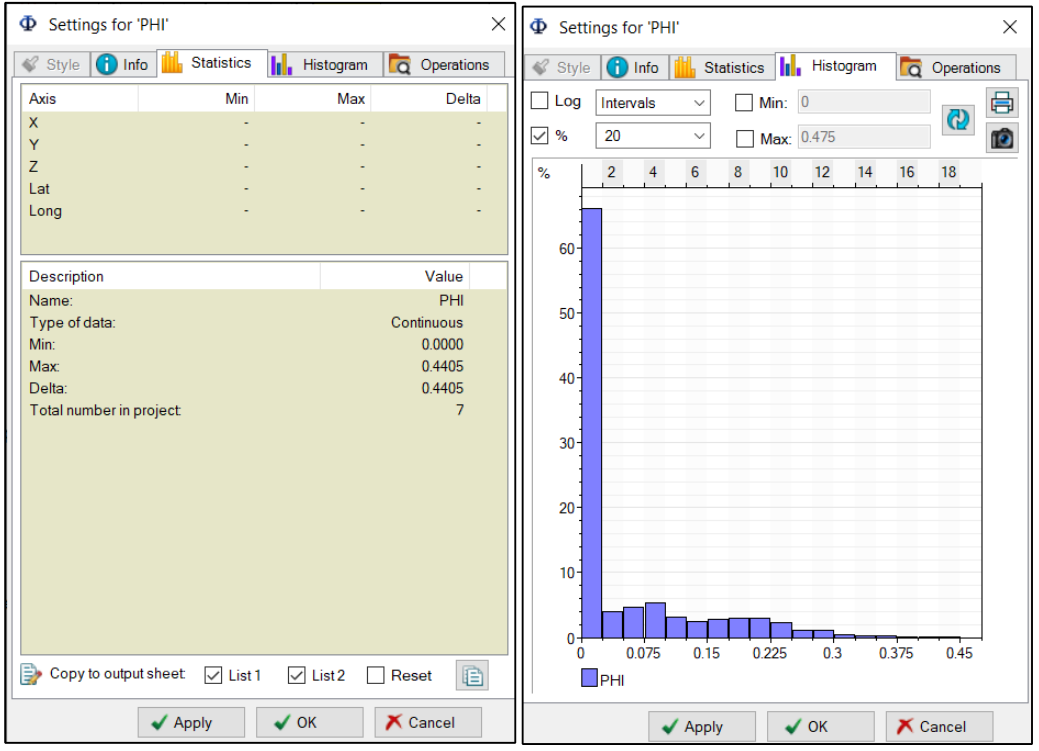 Settings for 'PHI'
Style Info Statistics Histogram Operations
Axis Min Max Delta
X - - -
Y - - -
Z - - -
Lat - - -
Long - - -
Description Value
Name: PHI
Type of data: Continuous
Min: 0.0000
Max: 0.4405
Delta: 0.4405
Total number in project: 7
Copy to output sheet: List 1 List 2 Reset
Apply OK Cancel
Settings for 'PHI'
Style Info Statistics Histogram Operations
Log Intervals Min: 0
% 20 Max: 0.475
% 2 4 6 8 10 12 14 16 18
60
50
40
30
20
10
0
0 0.075 0.15 0.225 0.3 0.375 0.45
PHI
Apply OK Cancel